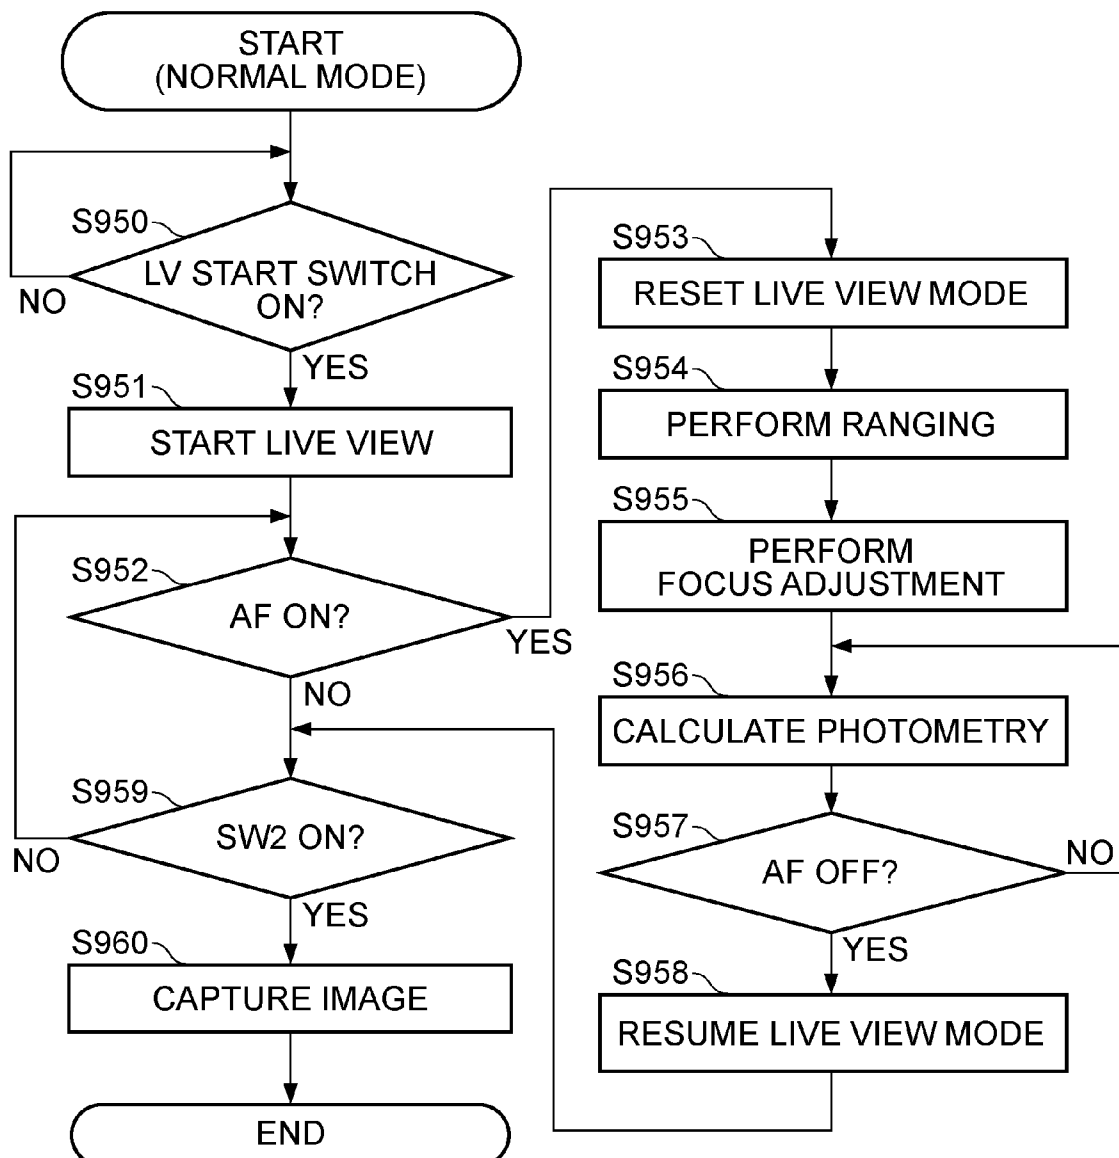 START
(NORMAL MODE)
S950
LV START SWITCH
ON?
NO
YES
S951
START LIVE VIEW
S952
AF ON?
YES
NO
S959
SW2 ON?
NO
YES
S960
CAPTURE IMAGE
END
S953
RESET LIVE VIEW MODE
S954
PERFORM RANGING
S955
PERFORM
FOCUS ADJUSTMENT
S956
CALCULATE PHOTOMETRY
S957
AF OFF?
NO
YES
S958
RESUME LIVE VIEW MODE